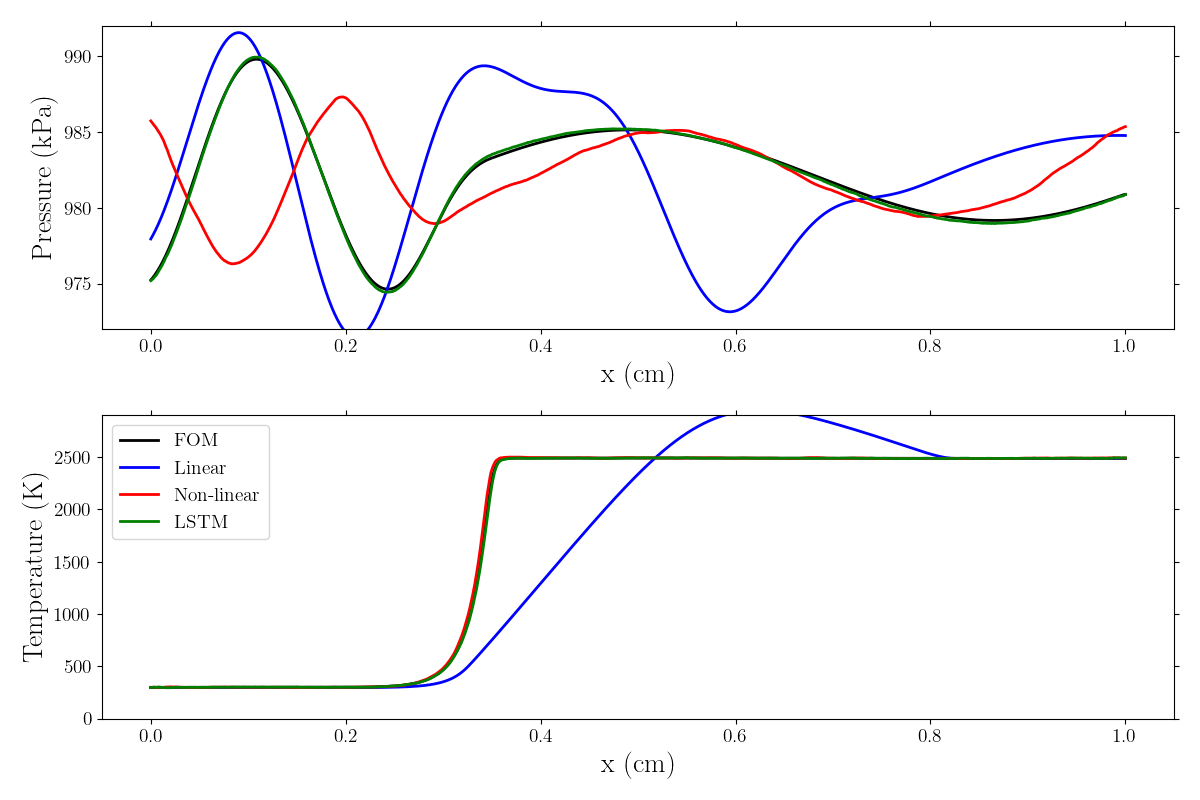 990
985
980
975
Pressure (kPa)
0.0 0.2 0.4 0.6 0.8 1.0
x (cm)
FOM
Linear
Non-linear
LSTM
2500
2000
1500
1000
500
0
Temperature (K)
0.0 0.2 0.4 0.6 0.8 1.0
x (cm)